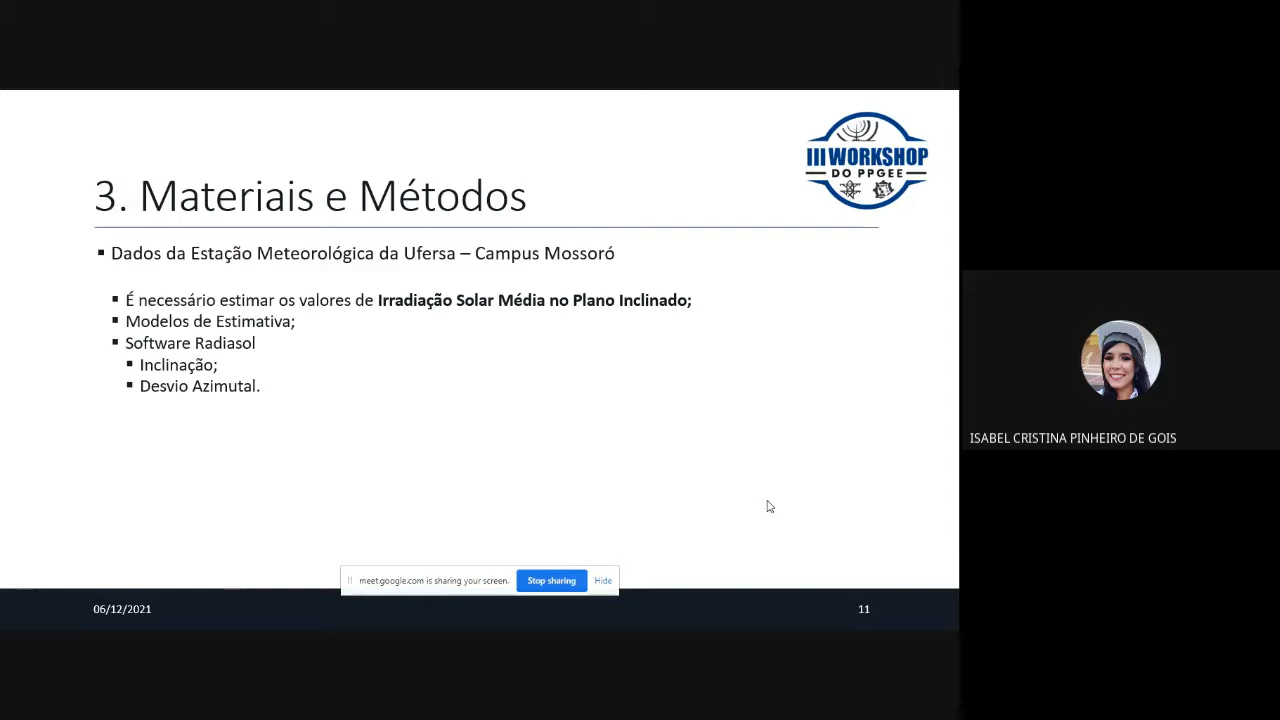 III WORKSHOP
DO PPGEE
3. Materiais e Métodos
▪ Dados da Estação Meteorológica da Ufersa – Campus Mossoró
▪ É necessário estimar os valores de Irradiação Solar Média no Plano Inclinado;
▪ Modelos de Estimativa;
▪ Software Radiasol
▪ Inclinação;
▪ Desvio Azimutal.
ISABEL CRISTINA PINHEIRO DE GOIS
meet.google.com is sharing your screen. Stop sharing Hide
06/12/2021 11